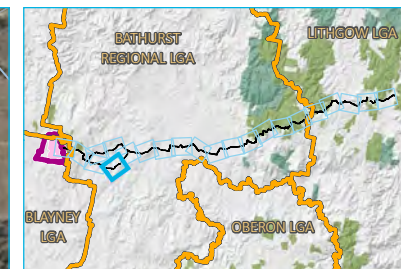 BATHURST
REGIONAL LGA
LITHGOW LGA
BLAYNEY
LGA
OBERON LGA